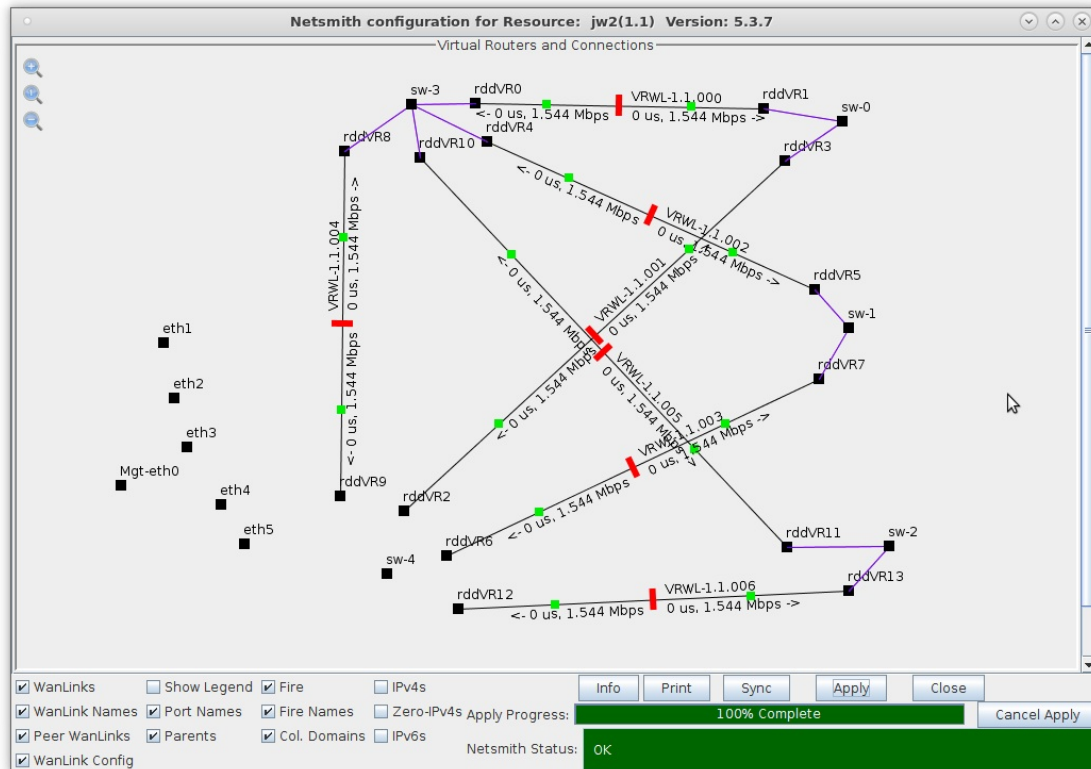 Netsmith configuration for Resource: jw2(1.1) Version: 5.3.7
Virtual Routers and Connections
sw-3
rddVR0
VRWL-1.1.000
rddVR1
sw-0
<- 0 us, 1.544 Mbps
0 us, 1.544 Mbps ->
rddVR4
rddVR8
rddVR10
rddVR3
<- 0 us, 1.544 Mbps
VRWL-1.1.002
0 us, 1.544 Mbps ->
VRWL-1.1.004
0 us, 1.544 Mbps ->
<- 0 us, 1.544 Mbps
VRWL-1.1.001
0 us, 1.544 Mbps ->
<- 0 us, 1.544 Mbps
rddVR5
sw-1
rddVR7
<- 0 us, 1.544 Mbps
VRWL-1.1.005
0 us, 1.544 Mbps ->
VRWL-1.1.003
0 us, 1.544 Mbps ->
<- 0 us, 1.544 Mbps
eth1
eth2
eth3
Mgt-eth0
eth4
eth5
rddVR9
rddVR2
rddVR6
sw-4
rddVR11
sw-2
rddVR12
VRWL-1.1.006
rddVR13
<- 0 us, 1.544 Mbps
0 us, 1.544 Mbps ->
WanLinks
Show Legend
Fire
IPv4s
Info
Print
Sync
Apply
Close
WanLink Names
Port Names
Fire Names
Zero-IPv4s
Apply Progress:
100% Complete
Cancel Apply
Peer WanLinks
Parents
Col. Domains
IPv6s
Netsmith Status:
OK
WanLink Config